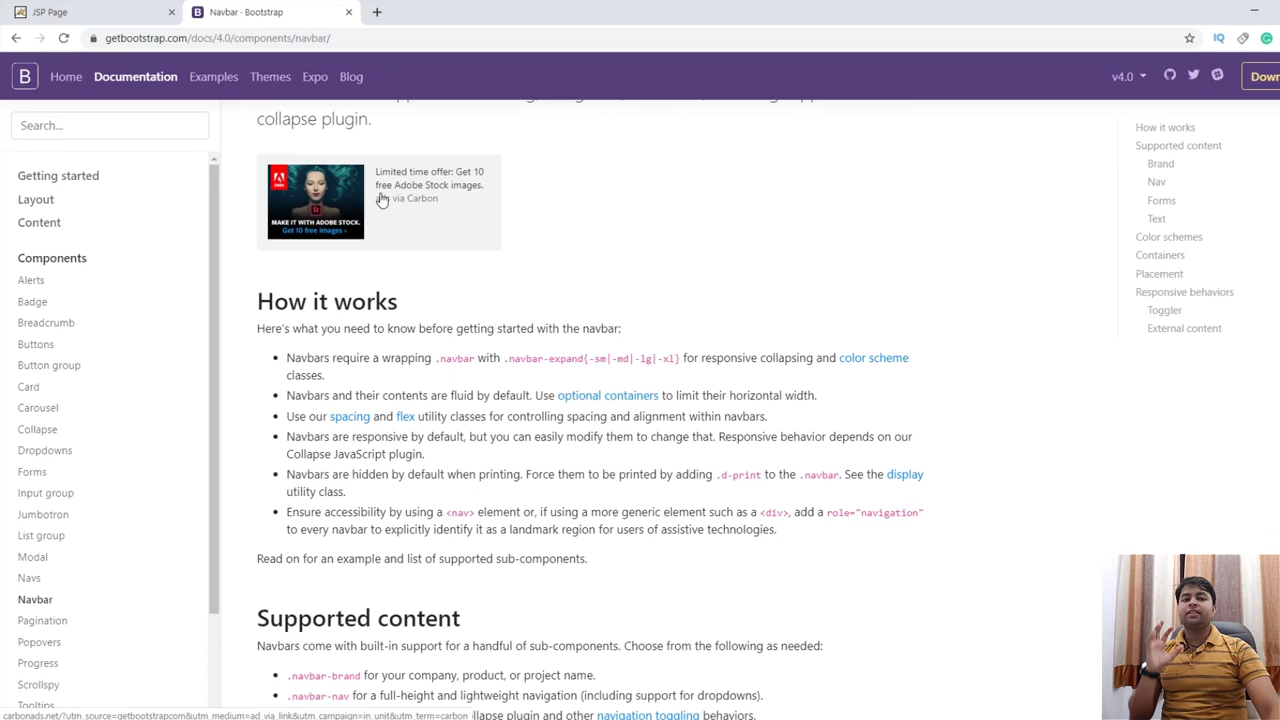 JSP Page
Navbar · Bootstrap
getbootstrap.com/docs/4.0/components/navbar/
B Home Documentation Examples Themes Expo Blog v4.0
Search...
Getting started
Layout
Content
Components
Alerts
Badge
Breadcrumb
Buttons
Button group
Card
Carousel
Collapse
Dropdowns
Forms
Input group
Jumbotron
List group
Modal
Navs
Navbar
Pagination
Popovers
Progress
Scrollspy
Tooltips
collapse plugin.
MAKE IT WITH ADOBE STOCK.
Get 10 free images ›
Limited time offer: Get 10
free Adobe Stock images.
via Carbon
How it works
Here's what you need to know before getting started with the navbar:
• Navbars require a wrapping .navbar with .navbar-expand{-sm|-md|-lg|-xl} for responsive collapsing and color scheme
classes.
• Navbars and their contents are fluid by default. Use optional containers to limit their horizontal width.
• Use our spacing and flex utility classes for controlling spacing and alignment within navbars.
• Navbars are responsive by default, but you can easily modify them to change that. Responsive behavior depends on our
Collapse JavaScript plugin.
• Navbars are hidden by default when printing. Force them to be printed by adding .d-print to the .navbar. See the display
utility class.
• Ensure accessibility by using a <nav> element or, if using a more generic element such as a <div>, add a role="navigation"
to every navbar to explicitly identify it as a landmark region for users of assistive technologies.
Read on for an example and list of supported sub-components.
Supported content
Navbars come with built-in support for a handful of sub-components. Choose from the following as needed:
• .navbar-brand for your company, product, or project name.
• .navbar-nav for a full-height and lightweight navigation (including support for dropdowns).
collapse plugin and other navigation toggling behaviors.
How it works
Supported content
Brand
Nav
Forms
Text
Color schemes
Containers
Placement
Responsive behaviors
Toggler
External content
carbonads.net/?utm_source=getbootstrapcom&utm_medium=ad_via_link&utm_campaign=in_unit&utm_term=carbon